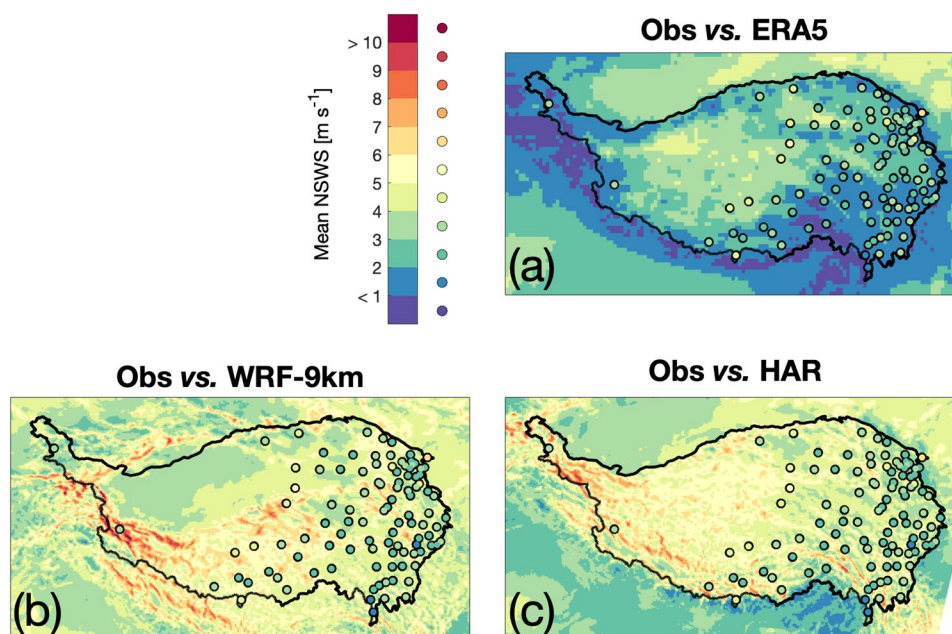 Obs vs. ERA5
Mean NSWS [m s⁻¹]
> 10
9
8
7
6
5
4
3
2
< 1
(a)
Obs vs. WRF-9km
Obs vs. HAR
(b)
(c)